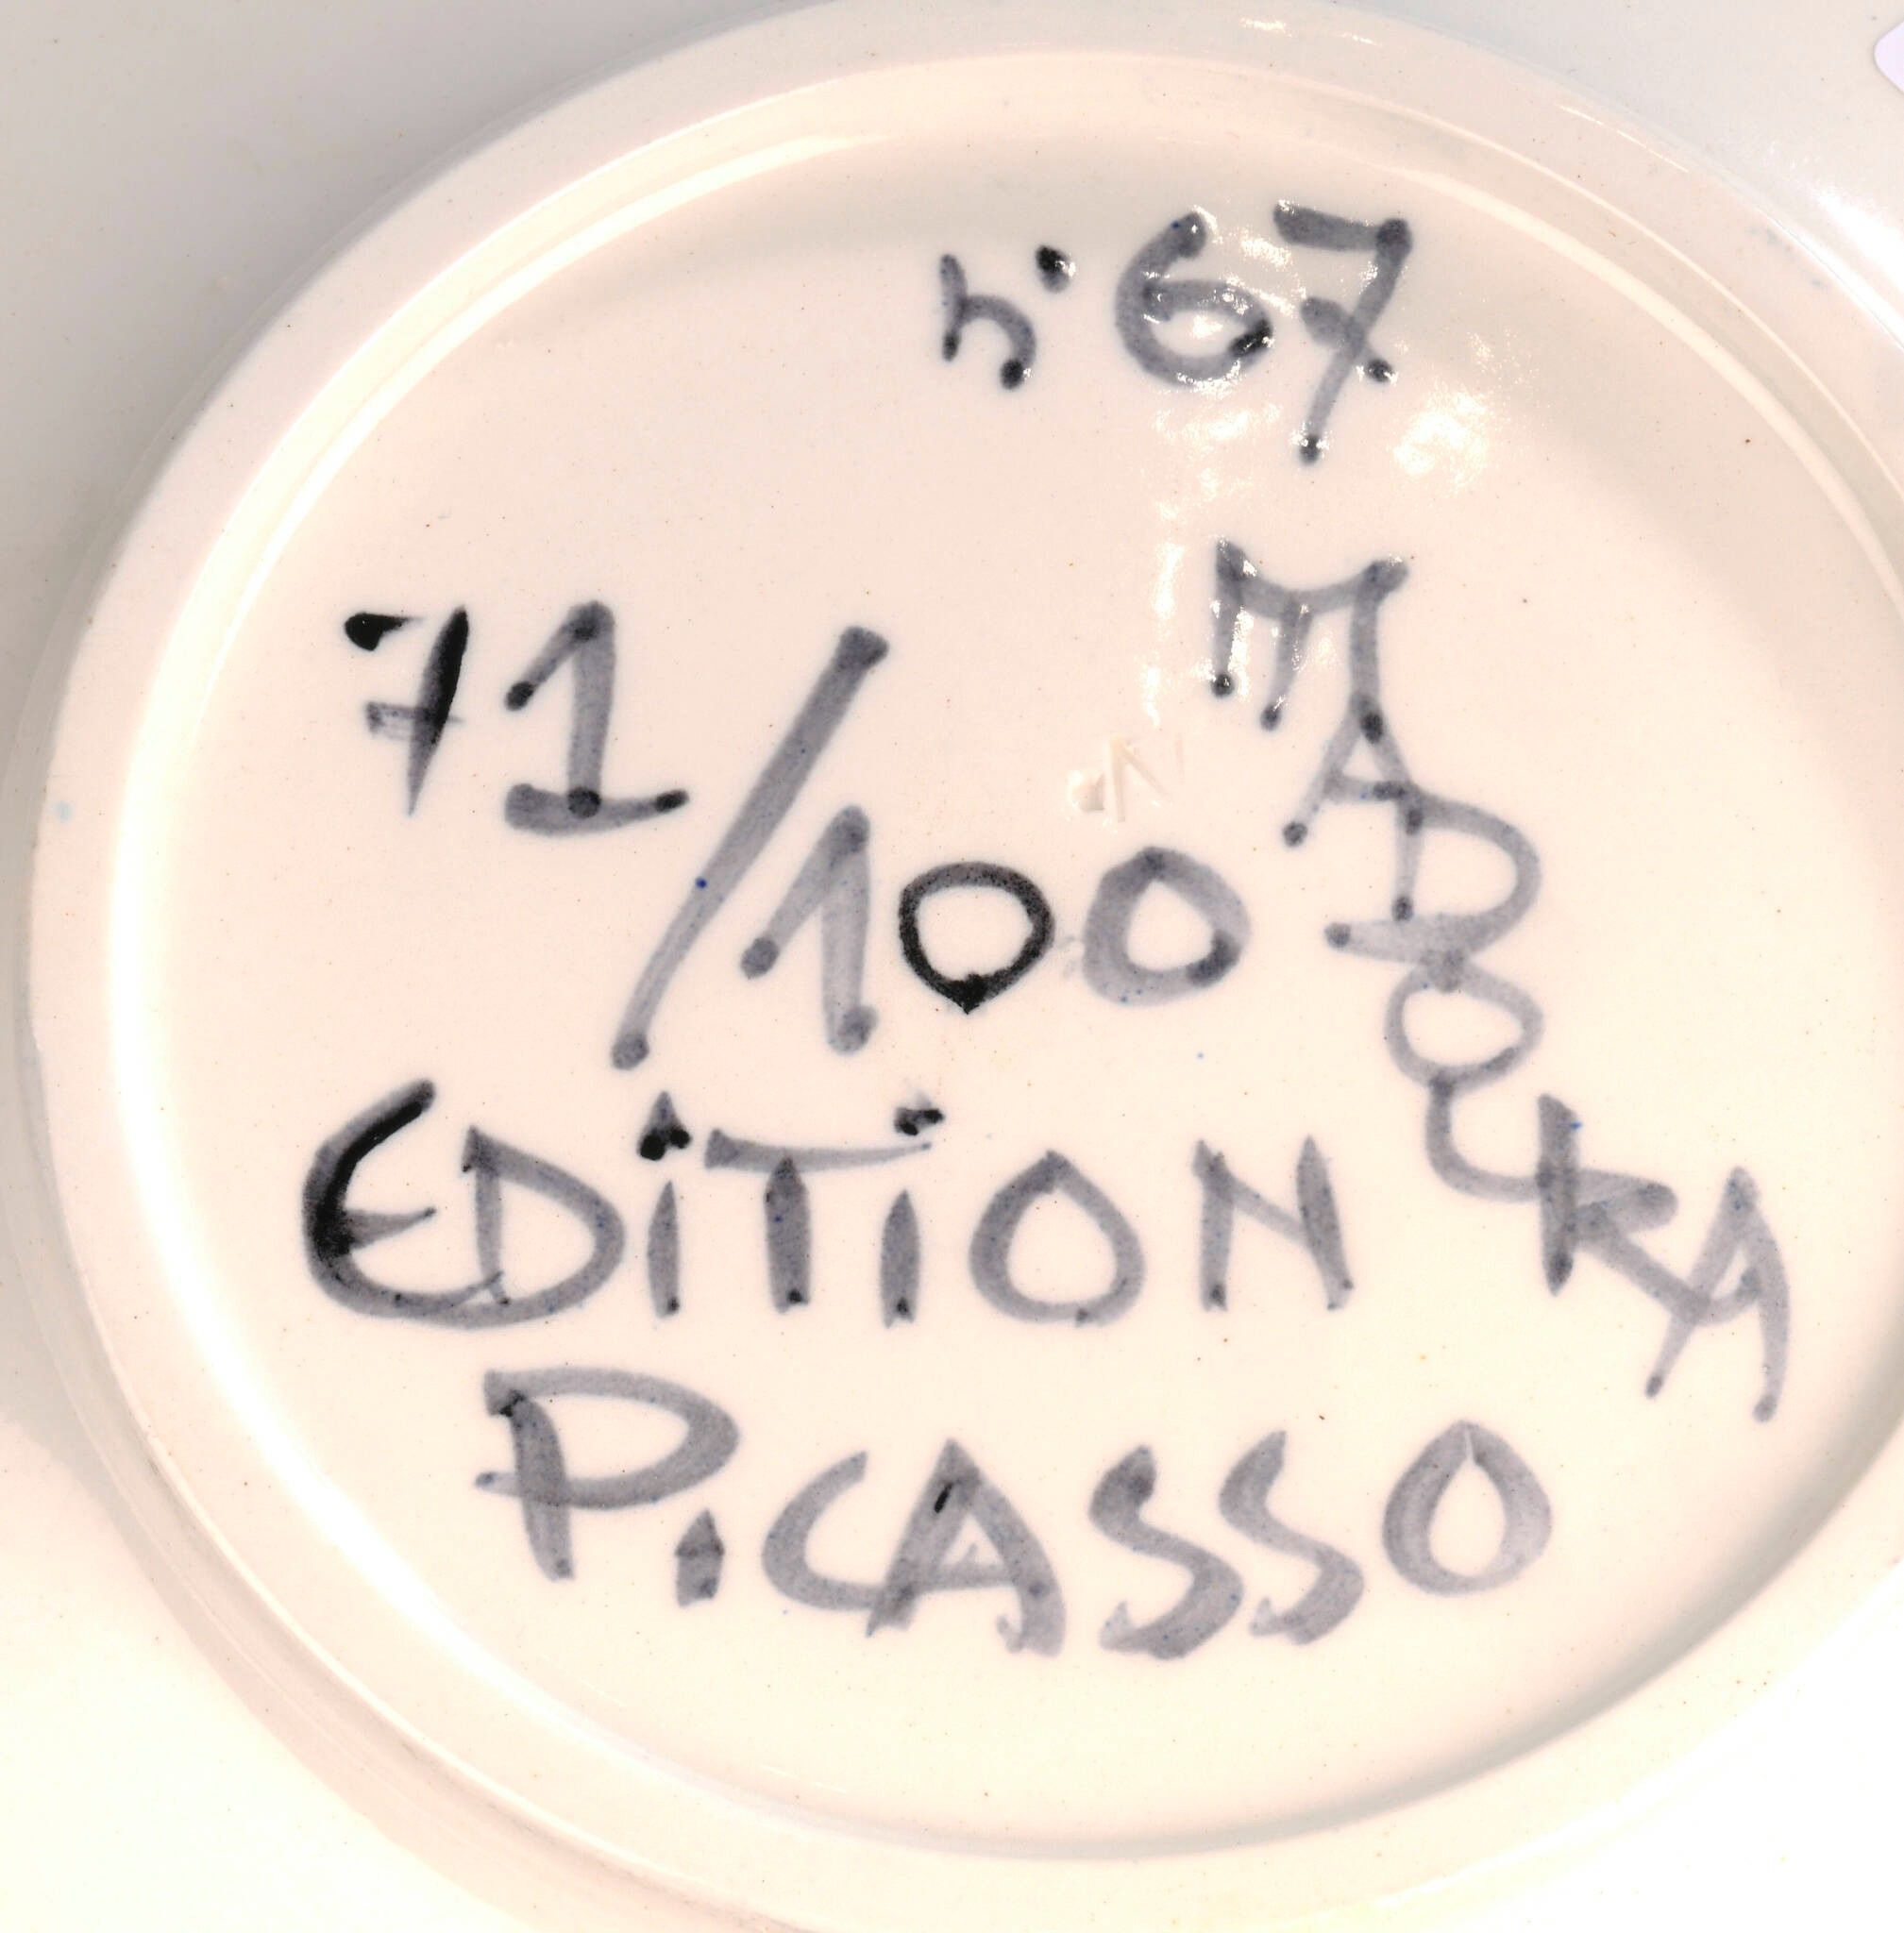 n° 67
71/100
MADOURA
EDiTiON
PiCASSO